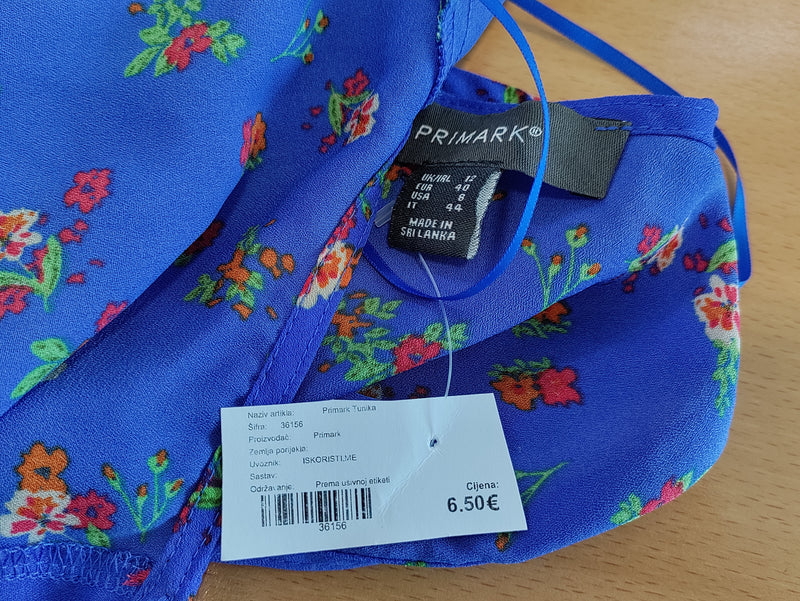 PRIMARK®
UK/IRL 12
EUR 40
USA 6
IT 44
MADE IN
SRI LANKA
Naziv artikla: Primark Tunika
Šifra: 36156
Proizvođač: Primark
Zemlja porijekla:
Uvoznik: ISKORISTI.ME
Sastav:
Održavanje: Prema ušivnoj etiketi
Cijena:
6.50€
36156